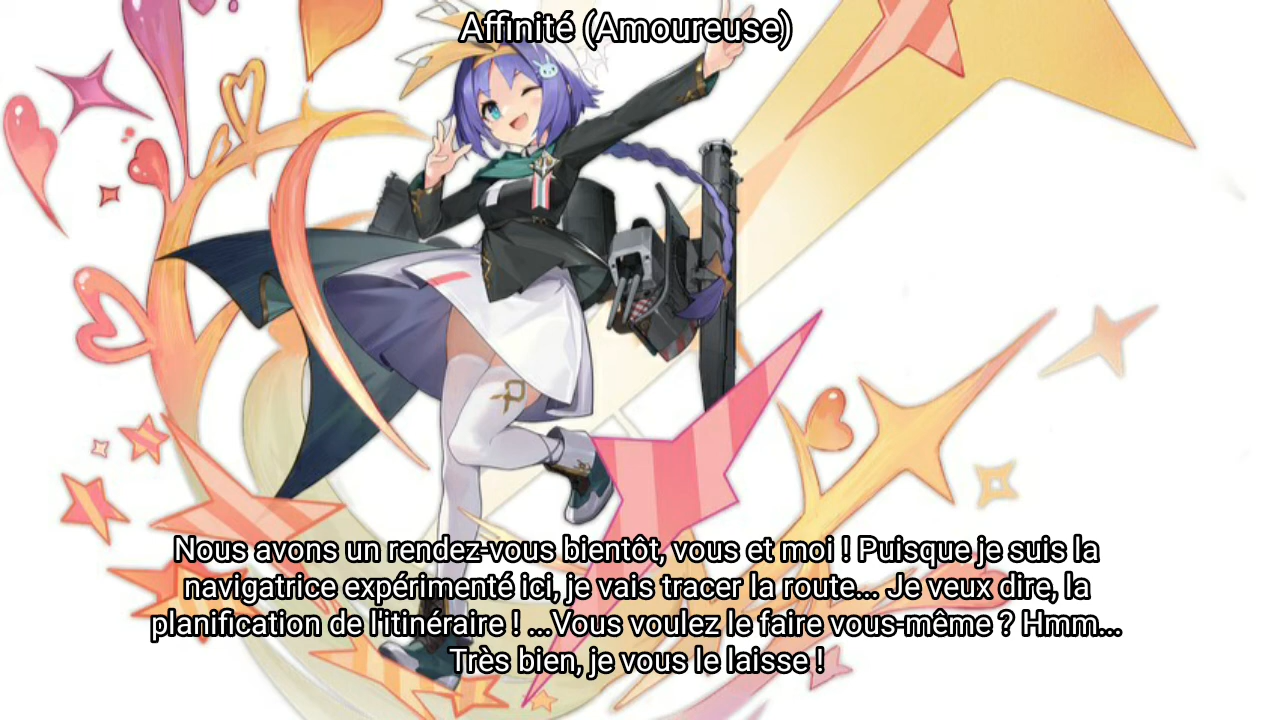 Affinité (Amoureuse)
Nous avons un rendez-vous bientôt, vous et moi ! Puisque je suis la
navigatrice expérimenté ici, je vais tracer la route... Je veux dire, la
planification de l'itinéraire ! ...Vous voulez le faire vous-même ? Hmm...
Très bien, je vous le laisse !